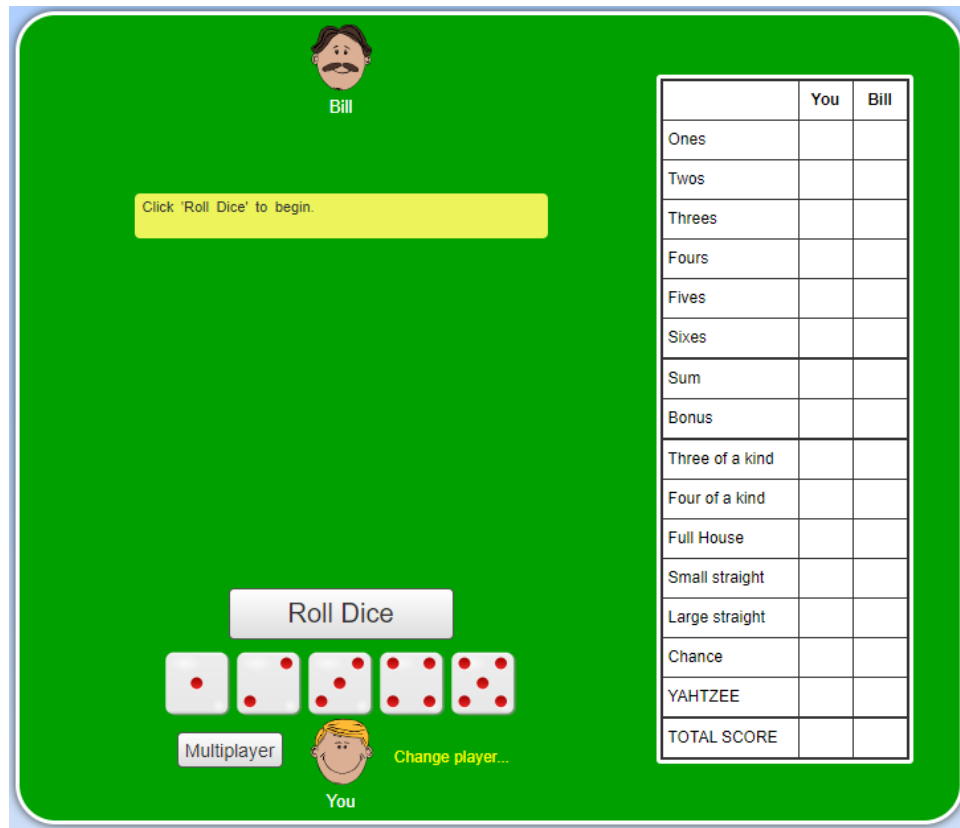 Bill
Click 'Roll Dice' to begin.
Roll Dice
Multiplayer
Change player...
You
You Bill
Ones
Twos
Threes
Fours
Fives
Sixes
Sum
Bonus
Three of a kind
Four of a kind
Full House
Small straight
Large straight
Chance
YAHTZEE
TOTAL SCORE